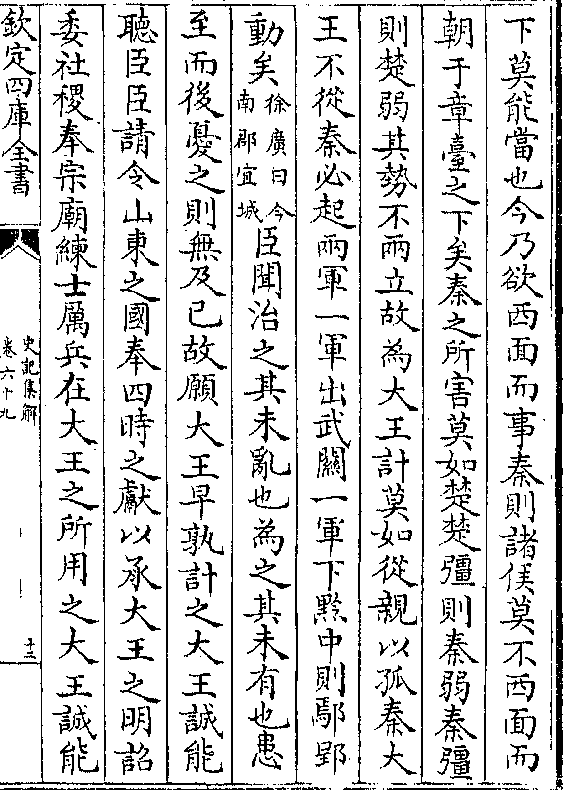 下莫能當也今乃欲西面而事秦則諸侯莫不西面而
朝于章臺之下矣秦之所害莫如楚楚彊則秦弱秦彊
則楚弱其勢不兩立故為大王計莫如從親以孤秦大
王不從秦必起兩軍一軍出武關一軍下黔中則鄢郢
動矣徐廣曰今南郡宜城臣聞治之其未亂也為之其未有也患
至而後憂之則無及已故願大王早孰計之大王誠能
聽臣臣請令山東之國奉四時之獻以承大王之明詔
委社稷奉宗廟練士厲兵在大王之所用之大王誠能
欽定四庫全書
史記集解
卷六十九
十三